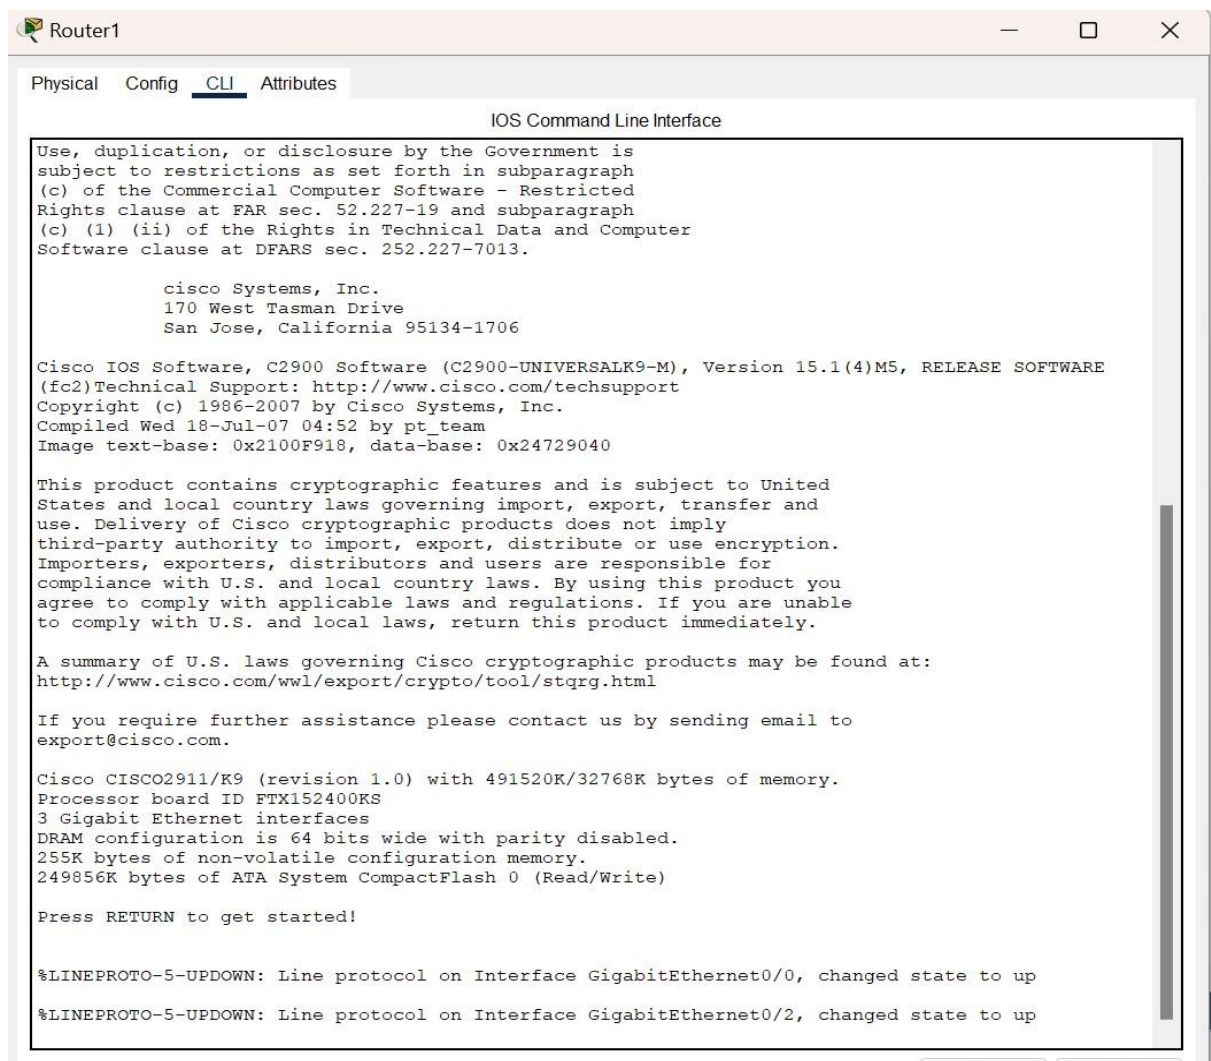 Router1
Physical Config CLI Attributes
IOS Command Line Interface
Use, duplication, or disclosure by the Government is
subject to restrictions as set forth in subparagraph
(c) of the Commercial Computer Software - Restricted
Rights clause at FAR sec. 52.227-19 and subparagraph
(c) (1) (ii) of the Rights in Technical Data and Computer
Software clause at DFARS sec. 252.227-7013.
cisco Systems, Inc.
170 West Tasman Drive
San Jose, California 95134-1706
Cisco IOS Software, C2900 Software (C2900-UNIVERSALK9-M), Version 15.1(4)M5, RELEASE SOFTWARE
(fc2)Technical Support: http://www.cisco.com/techsupport
Copyright (c) 1986-2007 by Cisco Systems, Inc.
Compiled Wed 18-Jul-07 04:52 by pt_team
Image text-base: 0x2100F918, data-base: 0x24729040
This product contains cryptographic features and is subject to United
States and local country laws governing import, export, transfer and
use. Delivery of Cisco cryptographic products does not imply
third-party authority to import, export, distribute or use encryption.
Importers, exporters, distributors and users are responsible for
compliance with U.S. and local country laws. By using this product you
agree to comply with applicable laws and regulations. If you are unable
to comply with U.S. and local laws, return this product immediately.
A summary of U.S. laws governing Cisco cryptographic products may be found at:
http://www.cisco.com/wwl/export/crypto/tool/stqrg.html
If you require further assistance please contact us by sending email to
export@cisco.com.
Cisco CISCO2911/K9 (revision 1.0) with 491520K/32768K bytes of memory.
Processor board ID FTX152400KS
3 Gigabit Ethernet interfaces
DRAM configuration is 64 bits wide with parity disabled.
255K bytes of non-volatile configuration memory.
249856K bytes of ATA System CompactFlash 0 (Read/Write)
Press RETURN to get started!
%LINEPROTO-5-UPDOWN: Line protocol on Interface GigabitEthernet0/0, changed state to up
%LINEPROTO-5-UPDOWN: Line protocol on Interface GigabitEthernet0/2, changed state to up